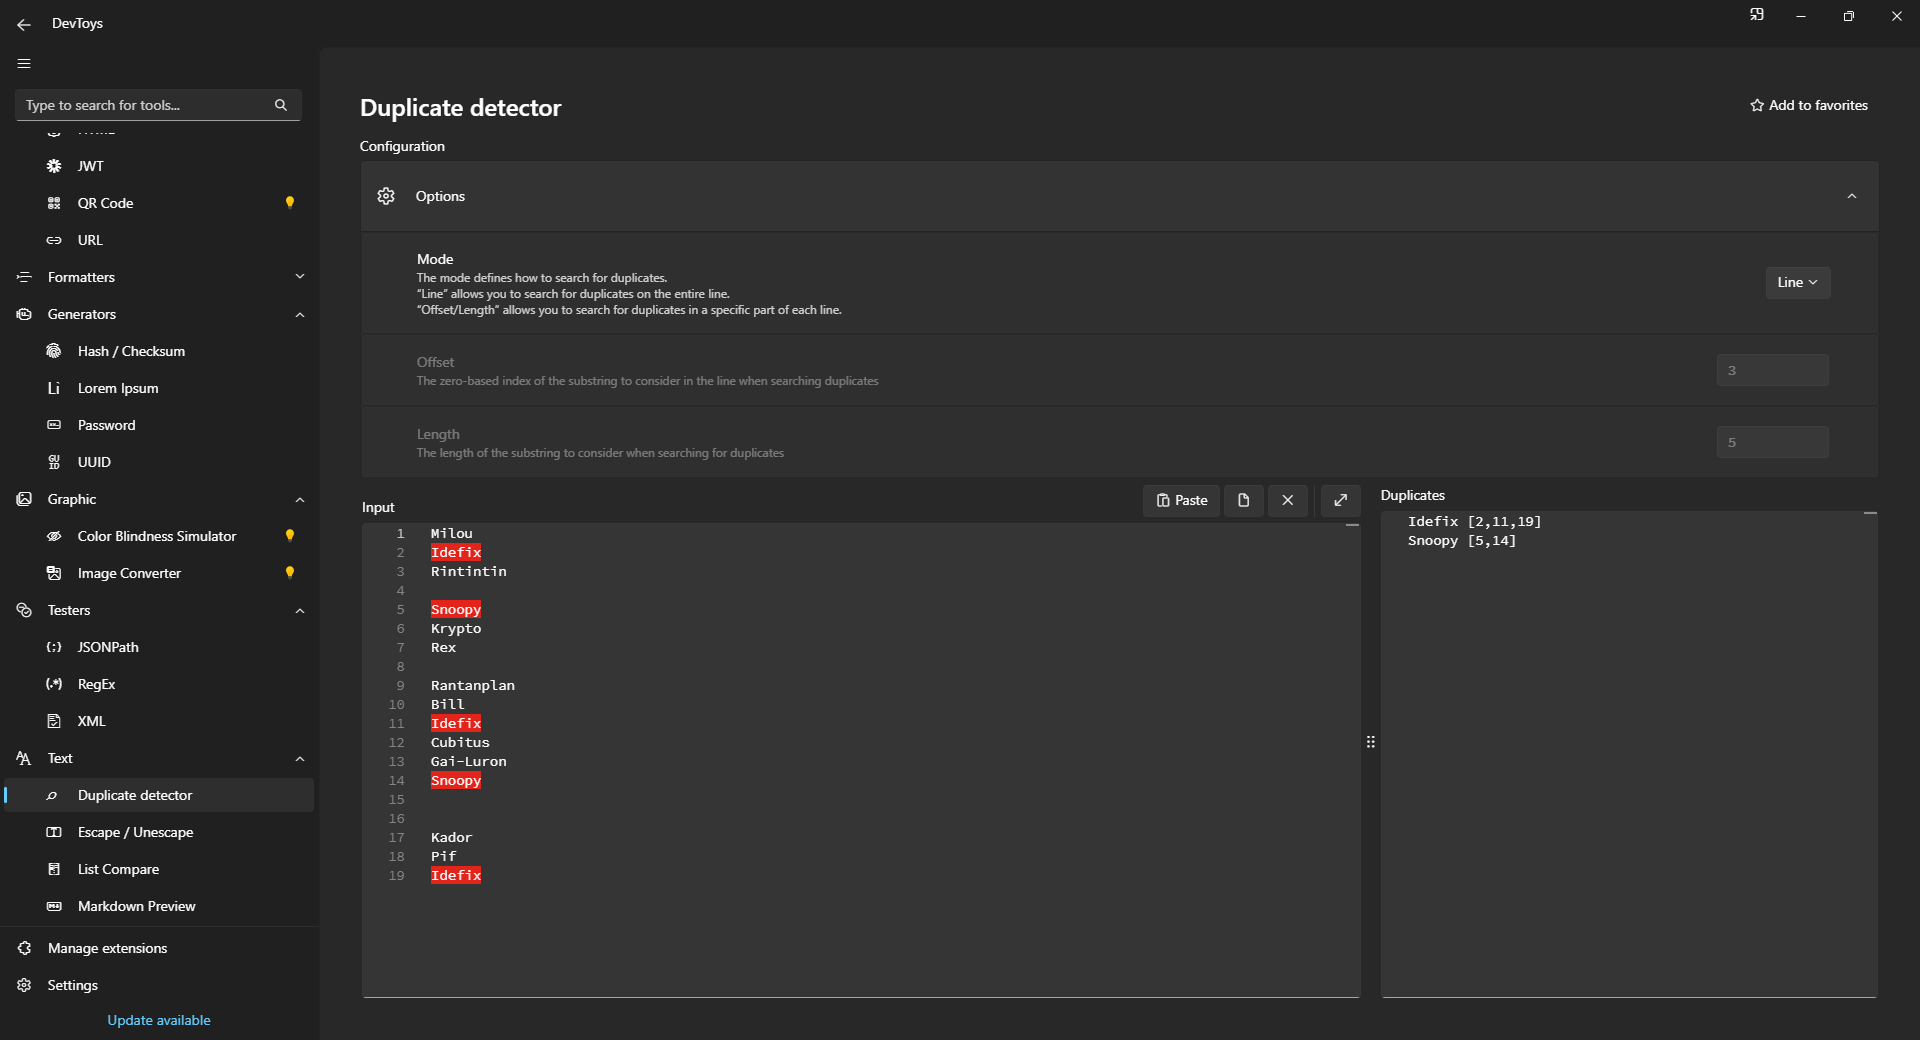 DevToys
Type to search for tools...
JWT
QR Code
URL
Formatters
Generators
Hash / Checksum
Lorem Ipsum
Password
UUID
Graphic
Color Blindness Simulator
Image Converter
Testers
JSONPath
RegEx
XML
Text
Duplicate detector
Escape / Unescape
List Compare
Markdown Preview
Manage extensions
Settings
Update available
Duplicate detector
Add to favorites
Configuration
Options
Mode
The mode defines how to search for duplicates.
"Line" allows you to search for duplicates on the entire line.
"Offset/Length" allows you to search for duplicates in a specific part of each line.
Line
Offset
The zero-based index of the substring to consider in the line when searching duplicates
3
Length
The length of the substring to consider when searching for duplicates
5
Input
Paste
1 Milou
2 Idefix
3 Rintintin
4
5 Snoopy
6 Krypto
7 Rex
8
9 Rantanplan
10 Bill
11 Idefix
12 Cubitus
13 Gai-Luron
14 Snoopy
15
16
17 Kador
18 Pif
19 Idefix
Duplicates
Idefix [2,11,19]
Snoopy [5,14]